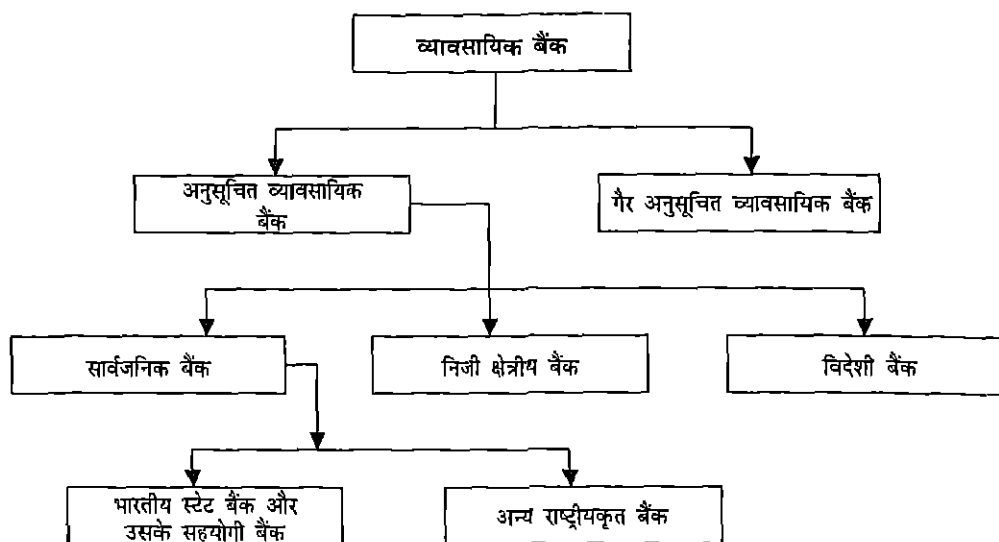 व्यावसायिक बैंक
अनुसूचित व्यावसायिक
बैंक
गैर अनुसूचित व्यावसायिक बैंक
सार्वजनिक बैंक
निजी क्षेत्रीय बैंक
विदेशी बैंक
भारतीय स्टेट बैंक और
उसके सहयोगी बैंक
अन्य राष्ट्रीयकृत बैंक